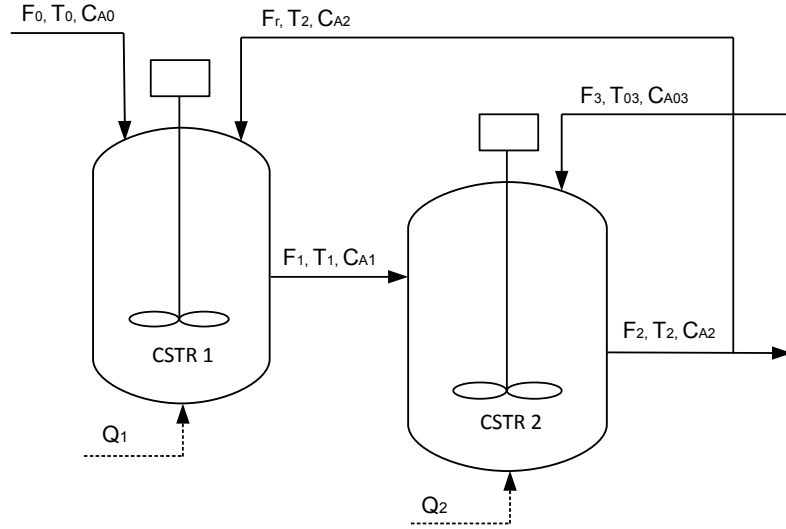 F0, T0, CA0
Fr, T2, CA2
F3, T03, CA03
F1, T1, CA1
F2, T2, CA2
CSTR 1
CSTR 2
Q1
Q2